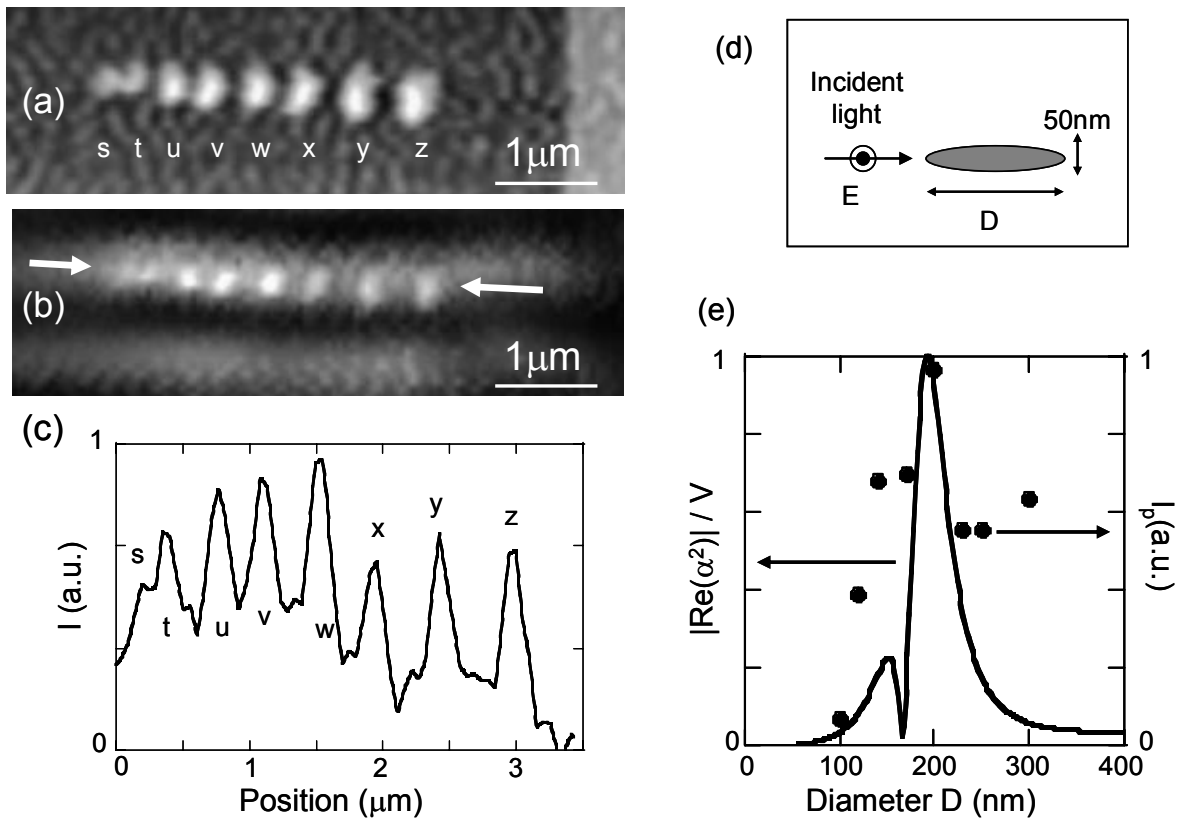 (a)
s t u v w x y z
1μm
(b)
1μm
(c)
1
I (a.u.)
0
s
t
u
v
w
x
y
z
0 1 2 3
Position (μm)
(d)
Incident
light
E
50nm
D
(e)
1
|Re(α²)| / V
0
1
Iₚ(a.u.)
0
0 100 200 300 400
Diameter D (nm)